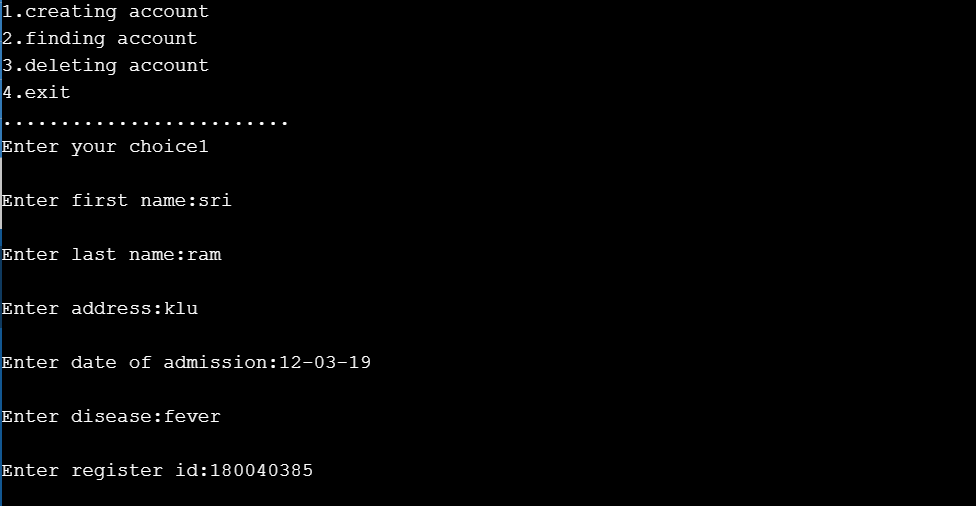 1.creating account
2.finding account
3.deleting account
4.exit
.........................
Enter your choice1
Enter first name:sri
Enter last name:ram
Enter address:klu
Enter date of admission:12-03-19
Enter disease:fever
Enter register id:180040385